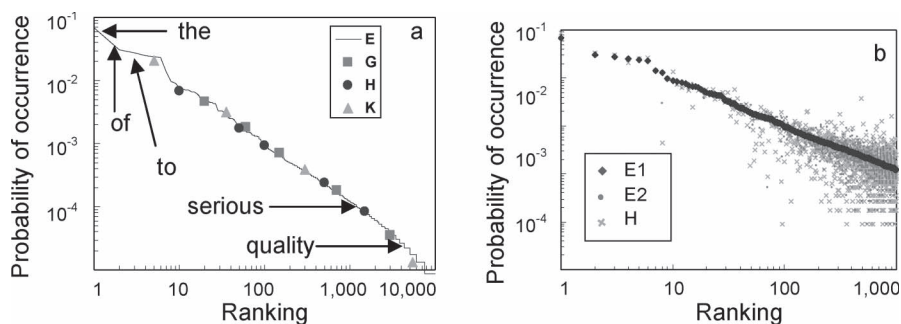 Probability of occurrence
10^-1
10^-2
10^-3
10^-4
the
of
to
serious
quality
a
E
G
H
K
1
10
100
1,000
10,000
Ranking
Probability of occurrence
10^-1
10^-2
10^-3
10^-4
b
E1
E2
H
1
10
100
1,000
Ranking